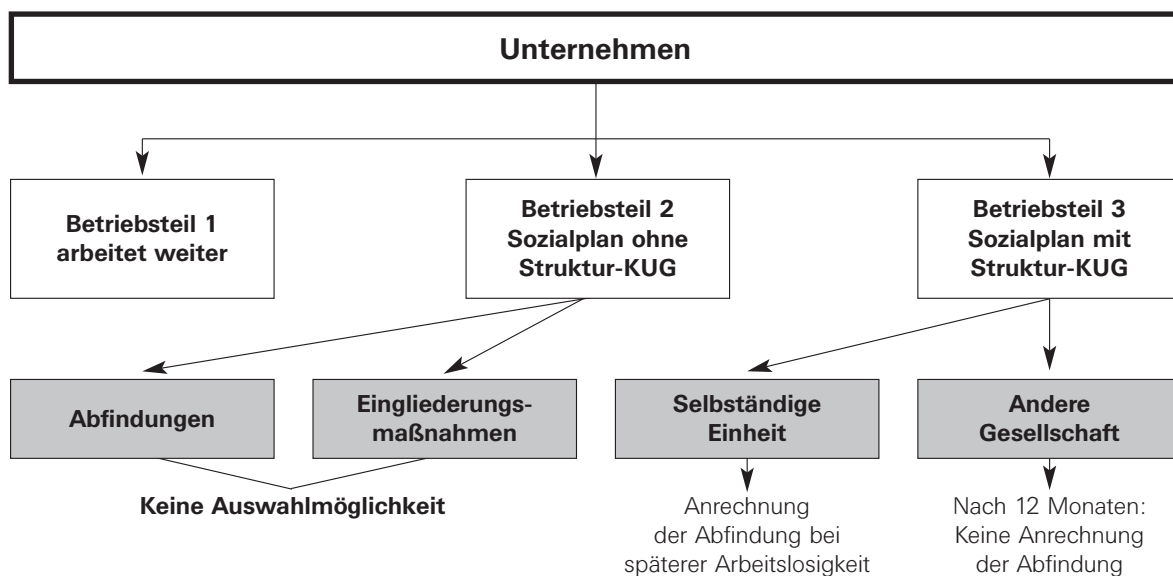 Unternehmen
Betriebsteil 1
arbeitet weiter
Betriebsteil 2
Sozialplan ohne
Struktur-KUG
Betriebsteil 3
Sozialplan mit
Struktur-KUG
Abfindungen
Eingliederungs-
maßnahmen
Selbständige
Einheit
Andere
Gesellschaft
Keine Auswahlmöglichkeit
Anrechnung
der Abfindung bei
späterer Arbeitslosigkeit
Nach 12 Monaten:
Keine Anrechnung
der Abfindung